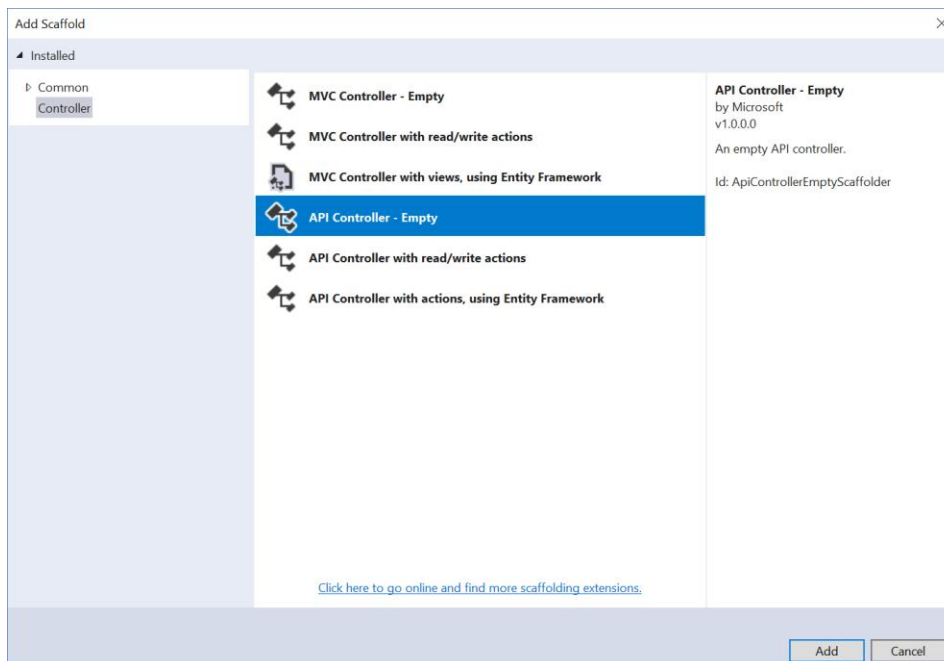 Add Scaffold
Installed
Common
Controller
MVC Controller - Empty
MVC Controller with read/write actions
MVC Controller with views, using Entity Framework
API Controller - Empty
API Controller with read/write actions
API Controller with actions, using Entity Framework
Click here to go online and find more scaffolding extensions.
API Controller - Empty
by Microsoft
v1.0.0.0
An empty API controller.
Id: ApiControllerEmptyScaffolder
Add
Cancel